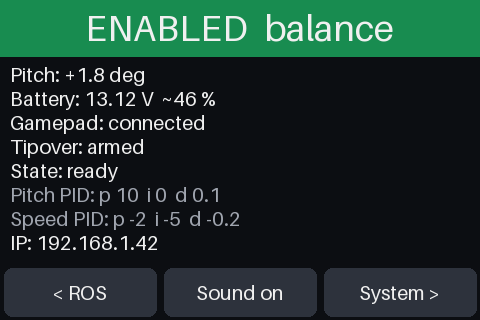 ENABLED balance
Pitch: +1.8 deg
Battery: 13.12 V ~46 %
Gamepad: connected
Tipover: armed
State: ready
Pitch PID: p 10 i 0 d 0.1
Speed PID: p -2 i -5 d -0.2
IP: 192.168.1.42
< ROS
Sound on
System >